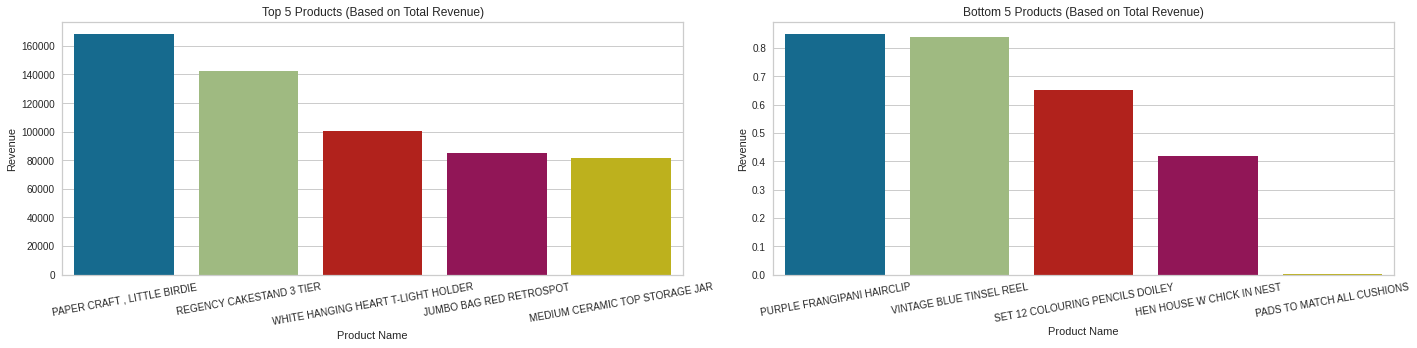 Top 5 Products (Based on Total Revenue)
160000
140000
120000
100000
80000
60000
40000
20000
0
Revenue
PAPER CRAFT , LITTLE BIRDIE
REGENCY CAKESTAND 3 TIER
WHITE HANGING HEART T-LIGHT HOLDER
JUMBO BAG RED RETROSPOT
MEDIUM CERAMIC TOP STORAGE JAR
Product Name
Bottom 5 Products (Based on Total Revenue)
0.8
0.7
0.6
0.5
0.4
0.3
0.2
0.1
0.0
Revenue
PURPLE FRANGIPANI HAIRCLIP
VINTAGE BLUE TINSEL REEL
SET 12 COLOURING PENCILS DOILEY
HEN HOUSE W CHICK IN NEST
PADS TO MATCH ALL CUSHIONS
Product Name